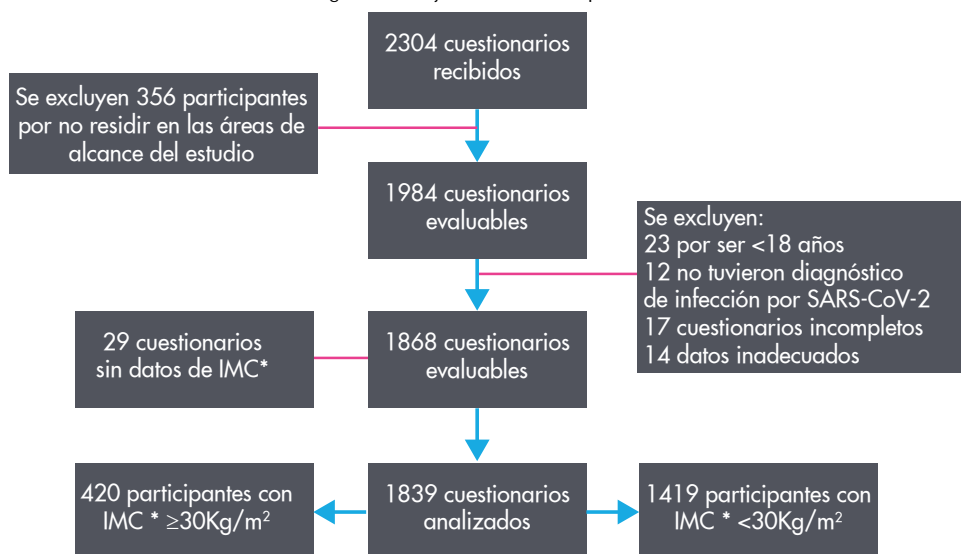 2304 cuestionarios
recibidos
Se excluyen 356 participantes
por no residir en las áreas de
alcance del estudio
1984 cuestionarios
evaluables
Se excluyen:
23 por ser <18 años
12 no tuvieron diagnóstico
de infección por SARS-CoV-2
17 cuestionarios incompletos
14 datos inadecuados
29 cuestionarios
sin datos de IMC*
1868 cuestionarios
evaluables
420 participantes con
IMC * ≥30Kg/m²
1839 cuestionarios
analizados
1419 participantes con
IMC * <30Kg/m²